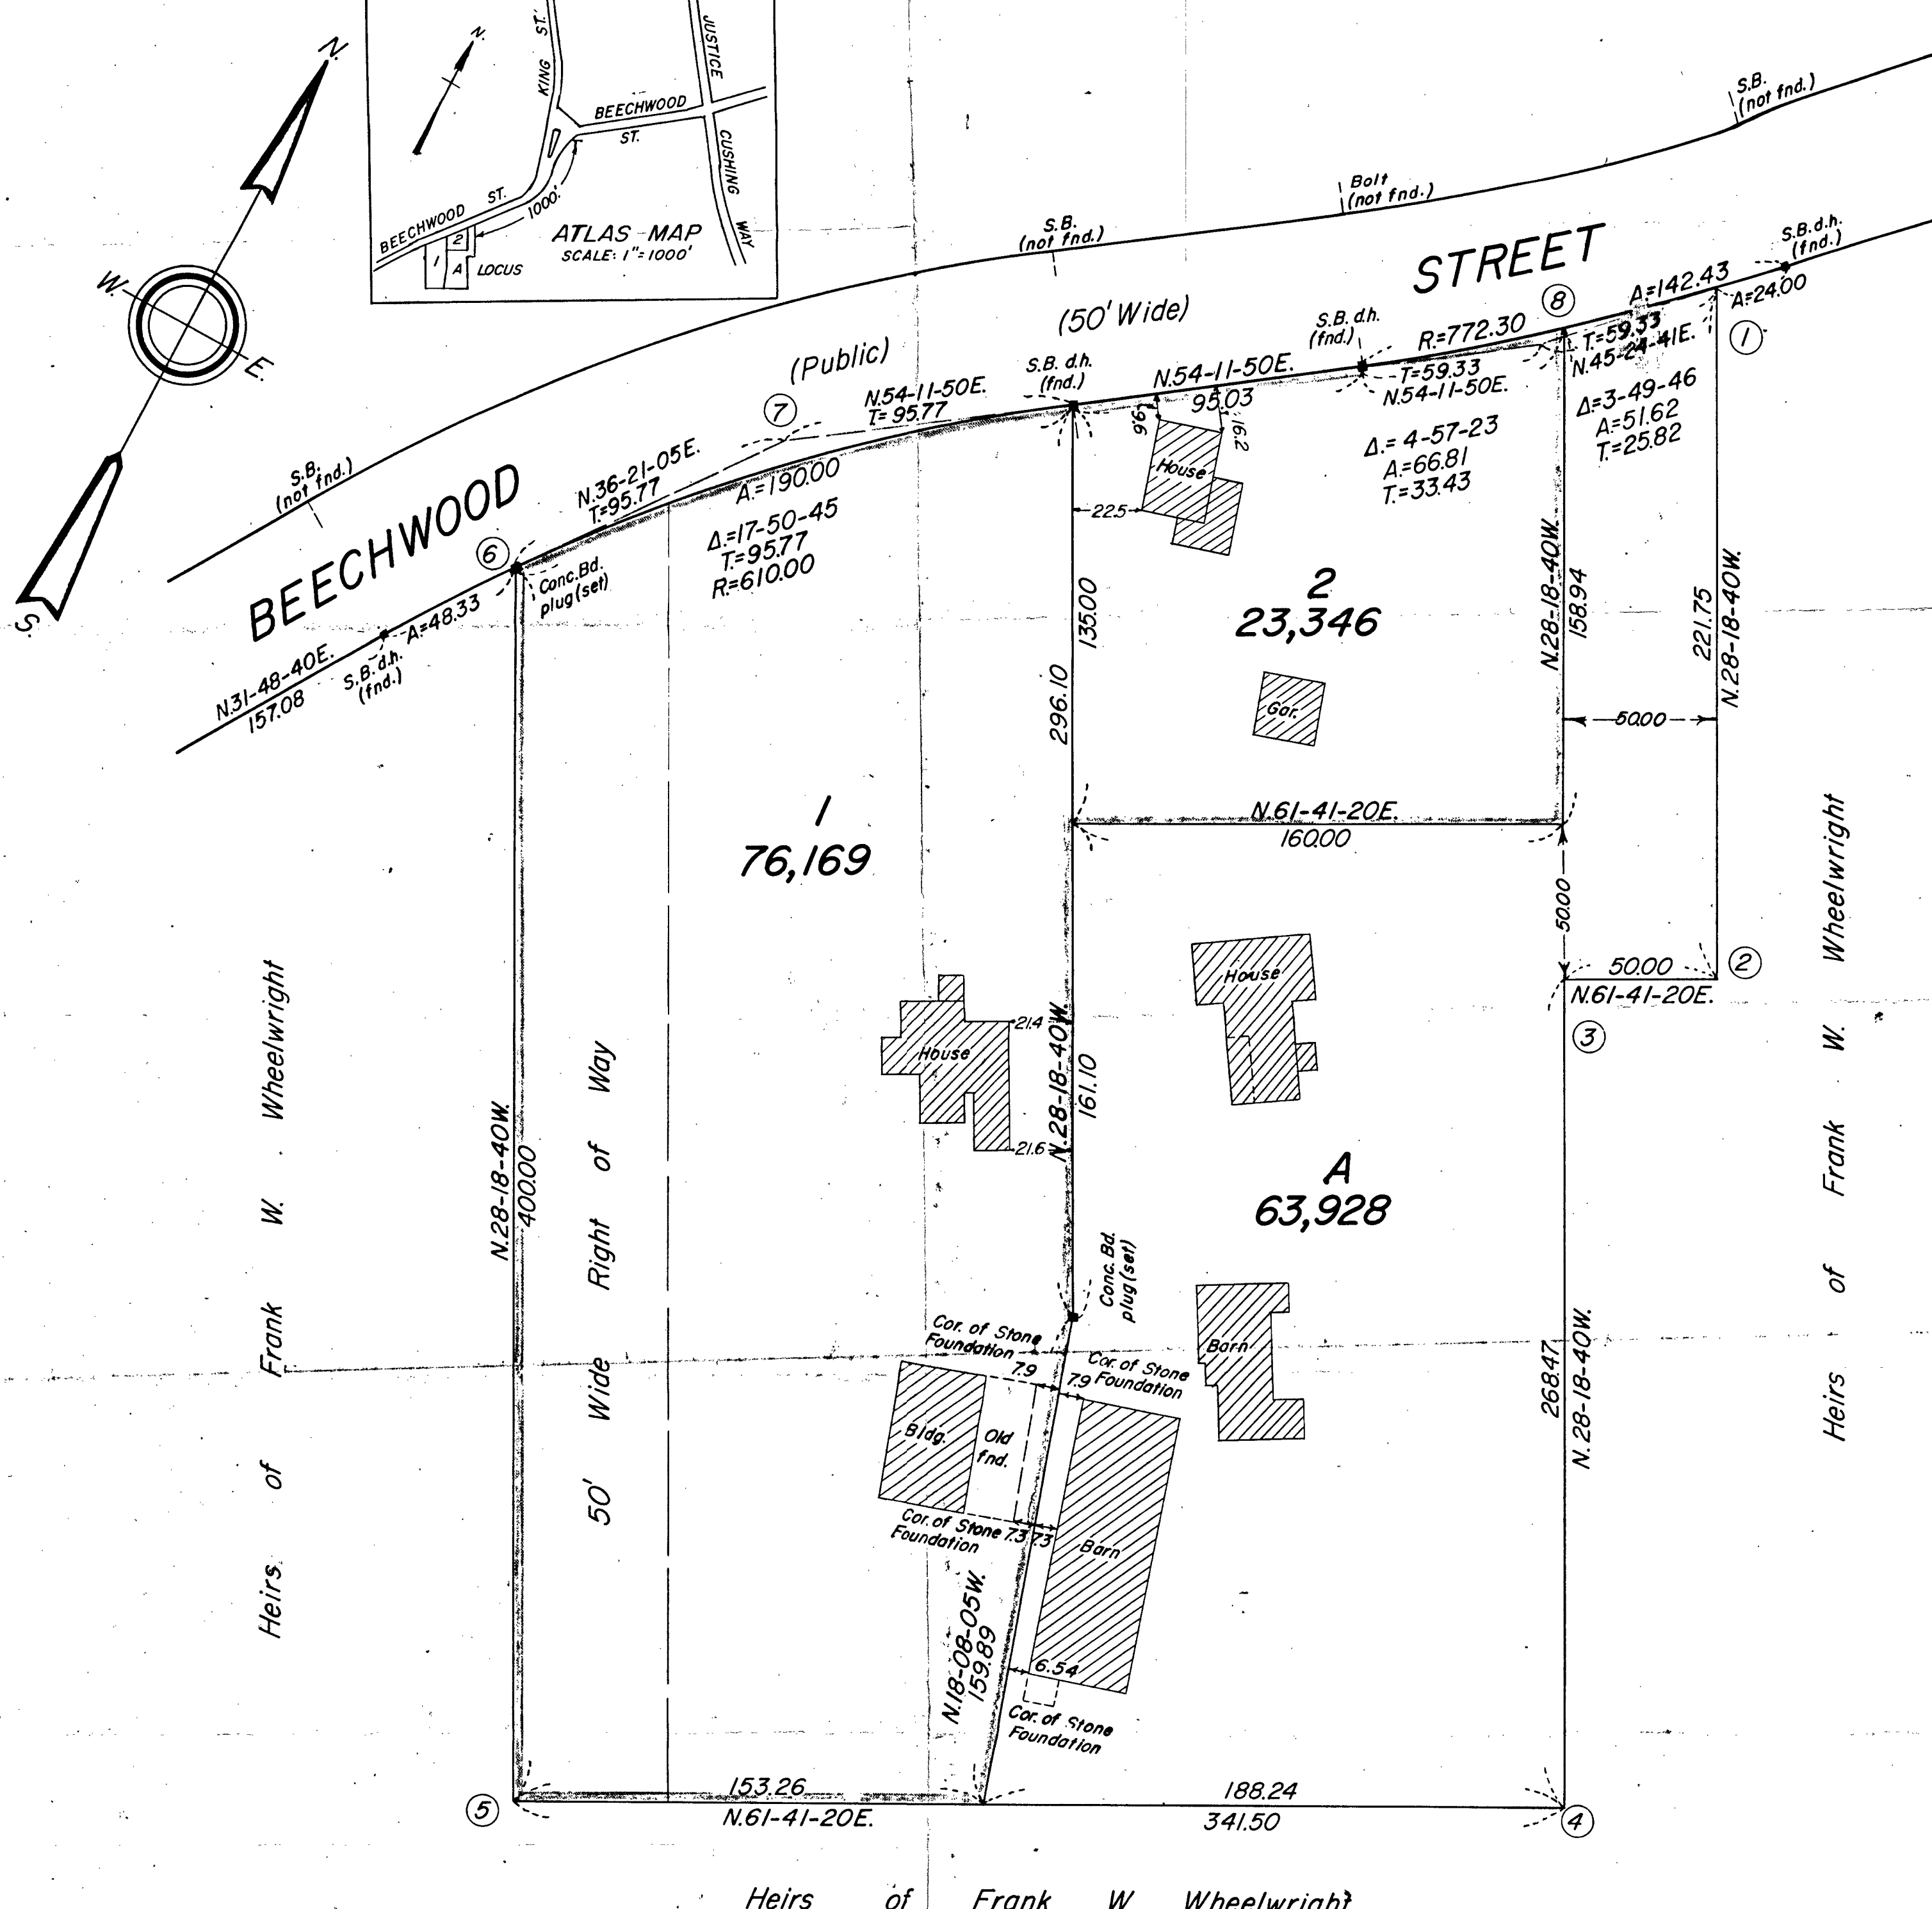 N.
W.
E.
S.
N.
KING ST.
JUSTICE
CUSHING WAY
BEECHWOOD
ST.
BEECHWOOD ST.
1000'
2
1
A
LOCUS
ATLAS MAP
SCALE: 1"=1000'
S.B.
(not fnd.)
Bolt
(not fnd.)
S.B.
(not fnd.)
S.B.
(not fnd.)
S.B.d.h.
(fnd.)
BEECHWOOD
STREET
(Public)
(50' Wide)
N.31-48-40E.
157.08
S.B. d.h.
(fnd.)
A=48.33
6
Conc. Bd.
plug (set)
N.36-21-05E.
T.=95.77
7
N.54-11-50E.
T=95.77
A.=190.00
Δ.=17-50-45
T.=95.77
R.=610.00
S.B. d.h.
(fnd.)
N.54-11-50E.
95.03
S.B. d.h.
(fnd.)
R.=772.30
T=59.33
N.54-11-50E.
8
A.=142.43
T.=59.33
N.45-24-41E.
A=24.00
1
Δ=3-49-46
A=51.62
T.=25.82
Δ.= 4-57-23
A=66.81
T.=33.43
16.2
House
22.5
2
23,346
Gar.
135.00
296.10
N.28-18-40W.
158.94
221.75
N.28-18-40W.
50.00
N.61-41-20E.
160.00
50.00
50.00
N.61-41-20E.
2
3
1
76,169
House
21.4
21.6
N.28-18-40W.
161.10
House
A
63,928
N.28-18-40W.
400.00
50' Wide Right of Way
Heirs of Frank W. Wheelwright
Heirs of Frank W. Wheelwright
Conc. Bd.
plug (set)
Barn
268.47
N.28-18-40W.
Cor. of Stone
Foundation
7.9
Cor. of Stone
7.9 Foundation
Bldg.
Old
fnd.
Barn
Cor. of Stone
Foundation
7.3
7.3
N.18-08-05W.
159.89
6.54
Cor. of Stone
Foundation
5
153.26
N.61-41-20E.
188.24
341.50
4
Heirs of Frank W Wheelwright